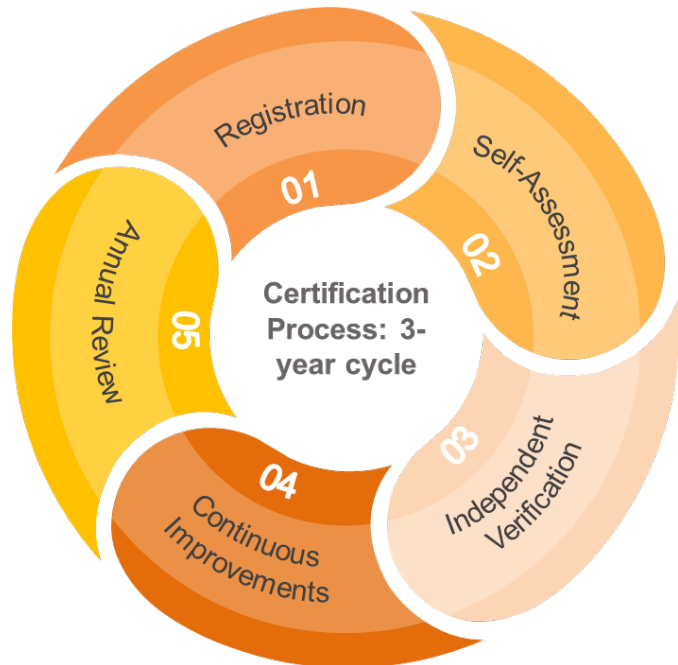 Certification
Process: 3-
year cycle
Registration
01
Self-Assessment
02
Independent
Verification
03
Continuous
Improvements
04
Annual Review
05